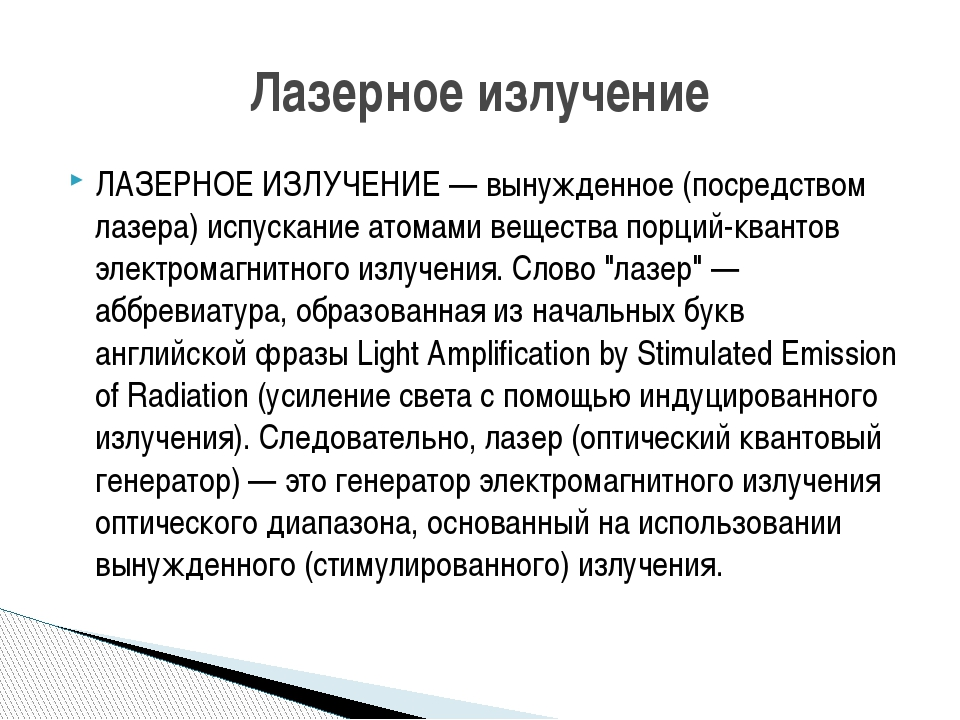 Лазерное излучение
ЛАЗЕРНОЕ ИЗЛУЧЕНИЕ — вынужденное (посредством
лазера) испускание атомами вещества порций-квантов
электромагнитного излучения. Слово "лазер" —
аббревиатура, образованная из начальных букв
английской фразы Light Amplification by Stimulated Emission
of Radiation (усиление света с помощью индуцированного
излучения). Следовательно, лазер (оптический квантовый
генератор) — это генератор электромагнитного излучения
оптического диапазона, основанный на использовании
вынужденного (стимулированного) излучения.